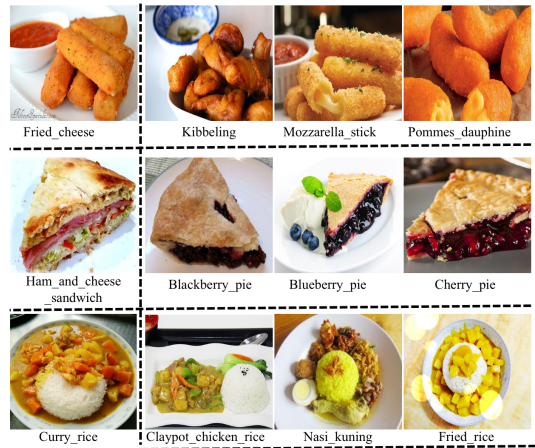 Fried_cheese
Kibbeling
Mozzarella_stick
Pommes_dauphine
Ham_and_cheese
_sandwich
Blackberry_pie
Blueberry_pie
Cherry_pie
Curry_rice
Claypot_chicken_rice
Nasi_kuning
Fried_rice